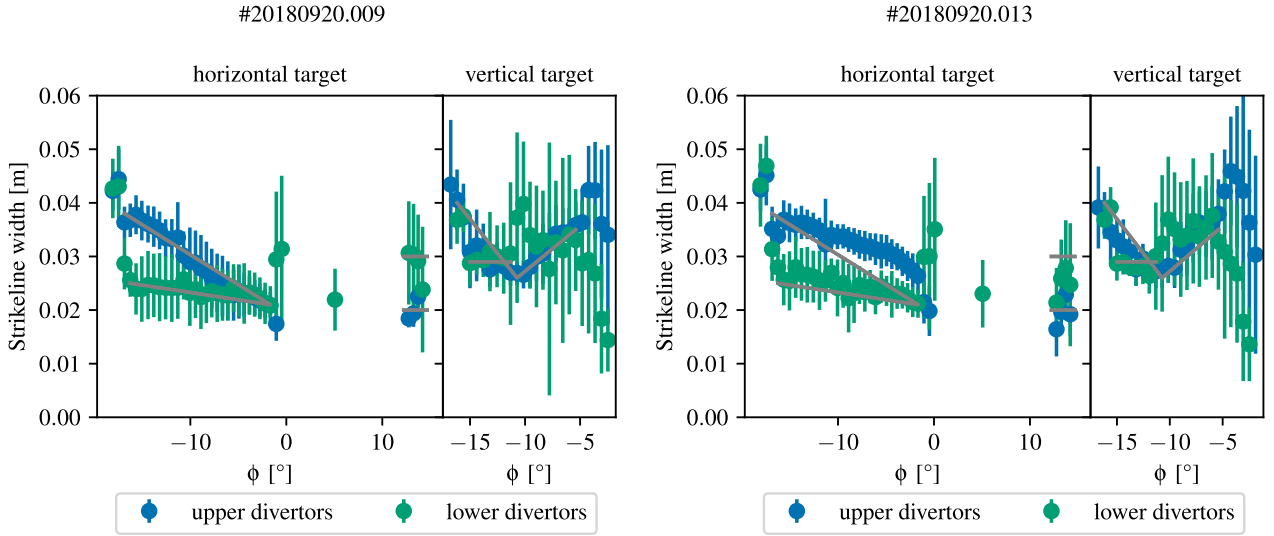 #20180920.009
#20180920.013
horizontal target
vertical target
horizontal target
vertical target
Strikeline width [m]
0.06
0.05
0.04
0.03
0.02
0.01
0.00
−10
0
10
−15
−10
−5
ϕ [°]
ϕ [°]
upper divertors
lower divertors
Strikeline width [m]
0.06
0.05
0.04
0.03
0.02
0.01
0.00
−10
0
10
−15
−10
−5
ϕ [°]
ϕ [°]
upper divertors
lower divertors